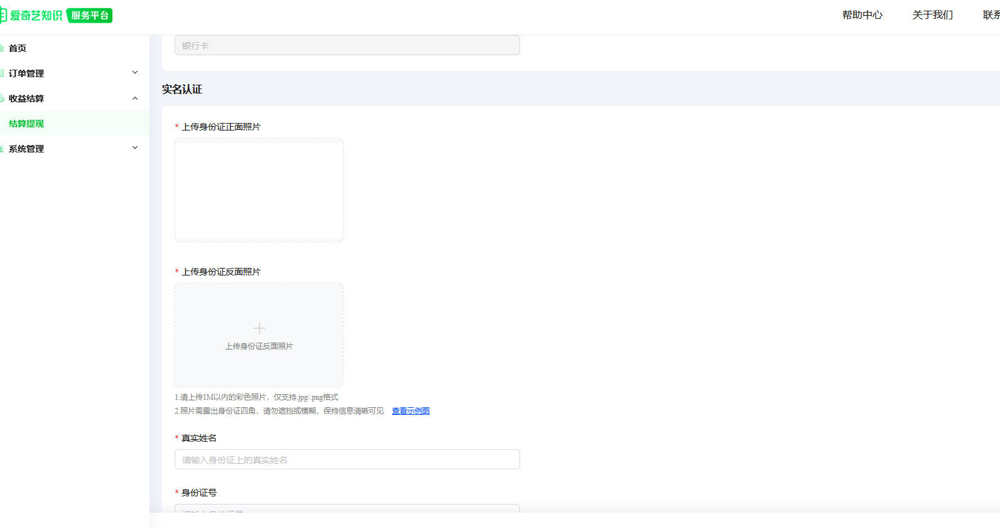 爱奇艺知识 服务平台
帮助中心 关于我们 联系
首页
订单管理
收益结算
结算提现
系统管理
银行卡
实名认证
* 上传身份证正面照片
* 上传身份证反面照片
上传身份证反面照片
1.请上传1M以内的彩色照片，仅支持.jpg/.png格式
2.照片需露出身份证四角，请勿遮挡或模糊，保持信息清晰可见 查看示例图
* 真实姓名
请输入身份证上的真实姓名
* 身份证号